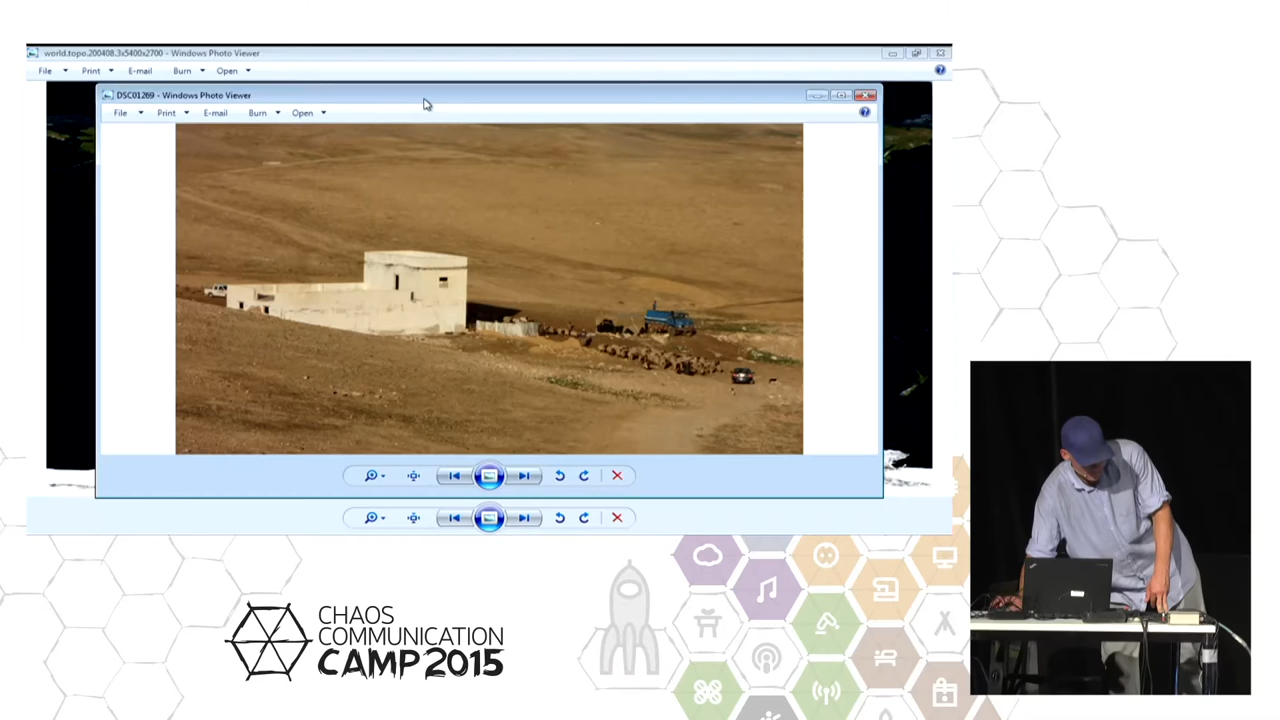 world.topo.200408.3x5400x2700 - Windows Photo Viewer
File Print E-mail Burn Open
DSC01269 - Windows Photo Viewer
File Print E-mail Burn Open
CHAOS
COMMUNICATION
CAMP 2015